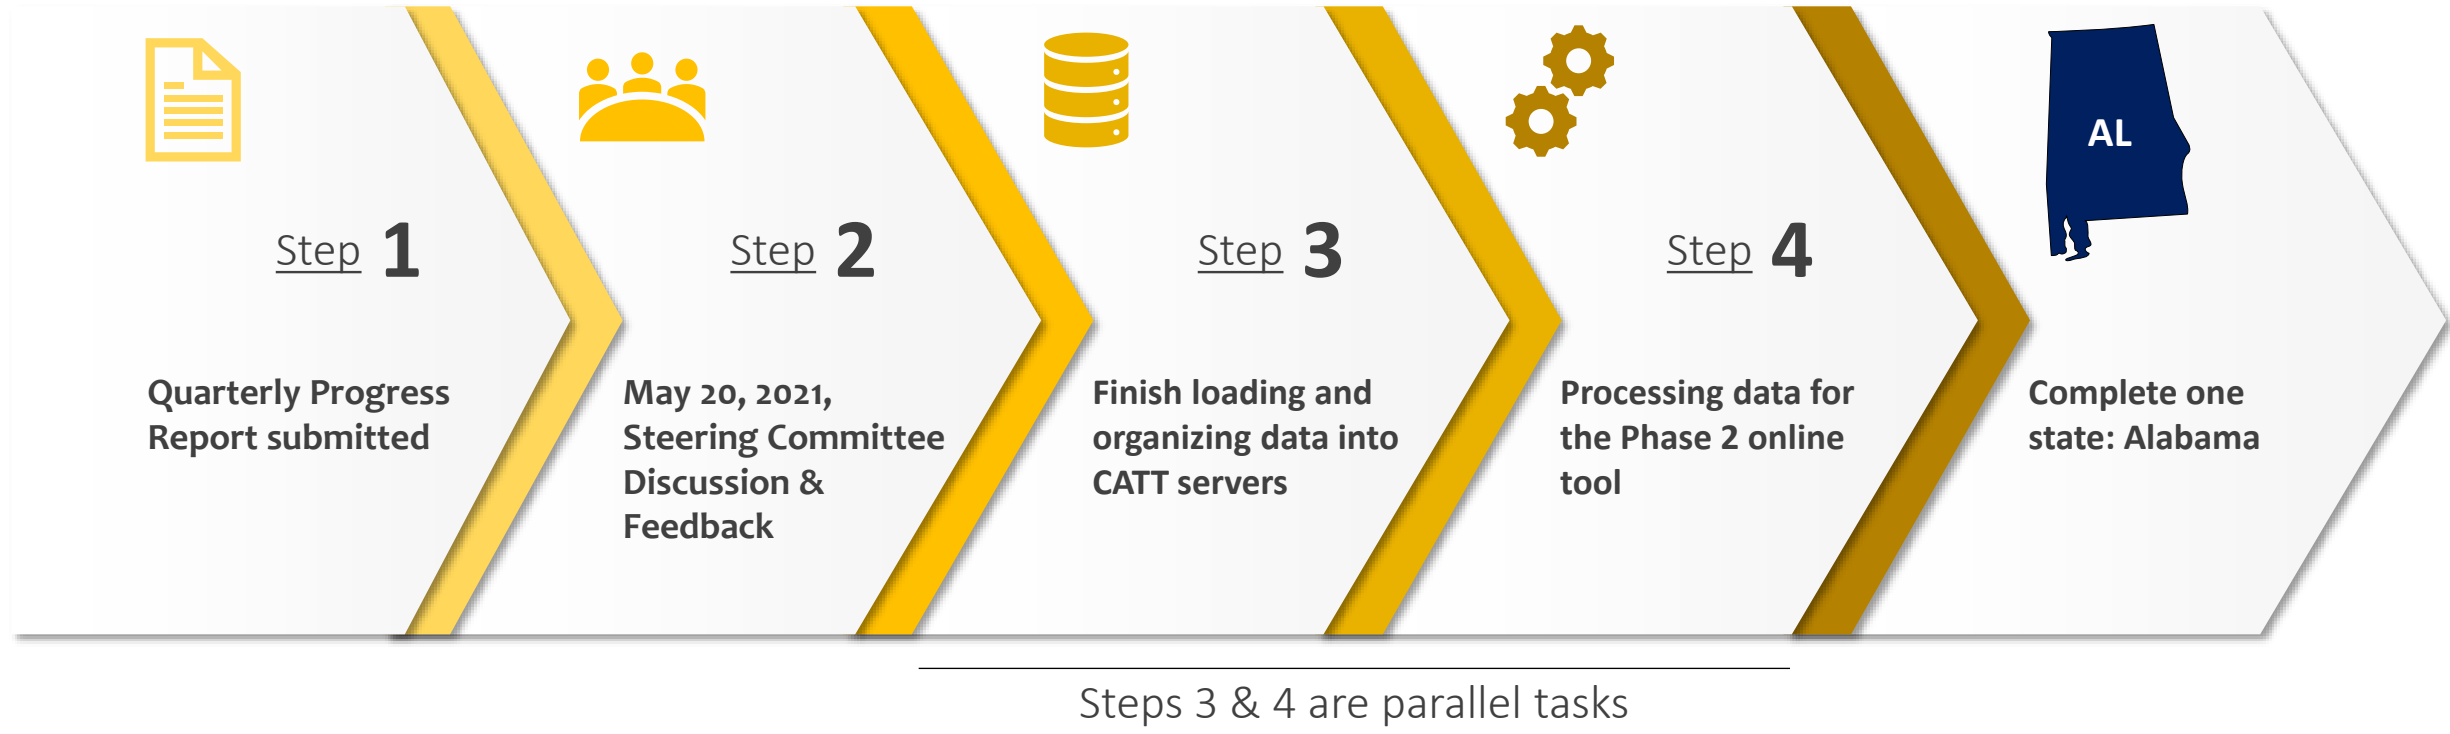 Step 1
Quarterly Progress
Report submitted
Step 2
May 20, 2021,
Steering Committee
Discussion &
Feedback
Step 3
Finish loading and
organizing data into
CATT servers
Step 4
Processing data for
the Phase 2 online
tool
AL
Complete one
state: Alabama
Steps 3 & 4 are parallel tasks